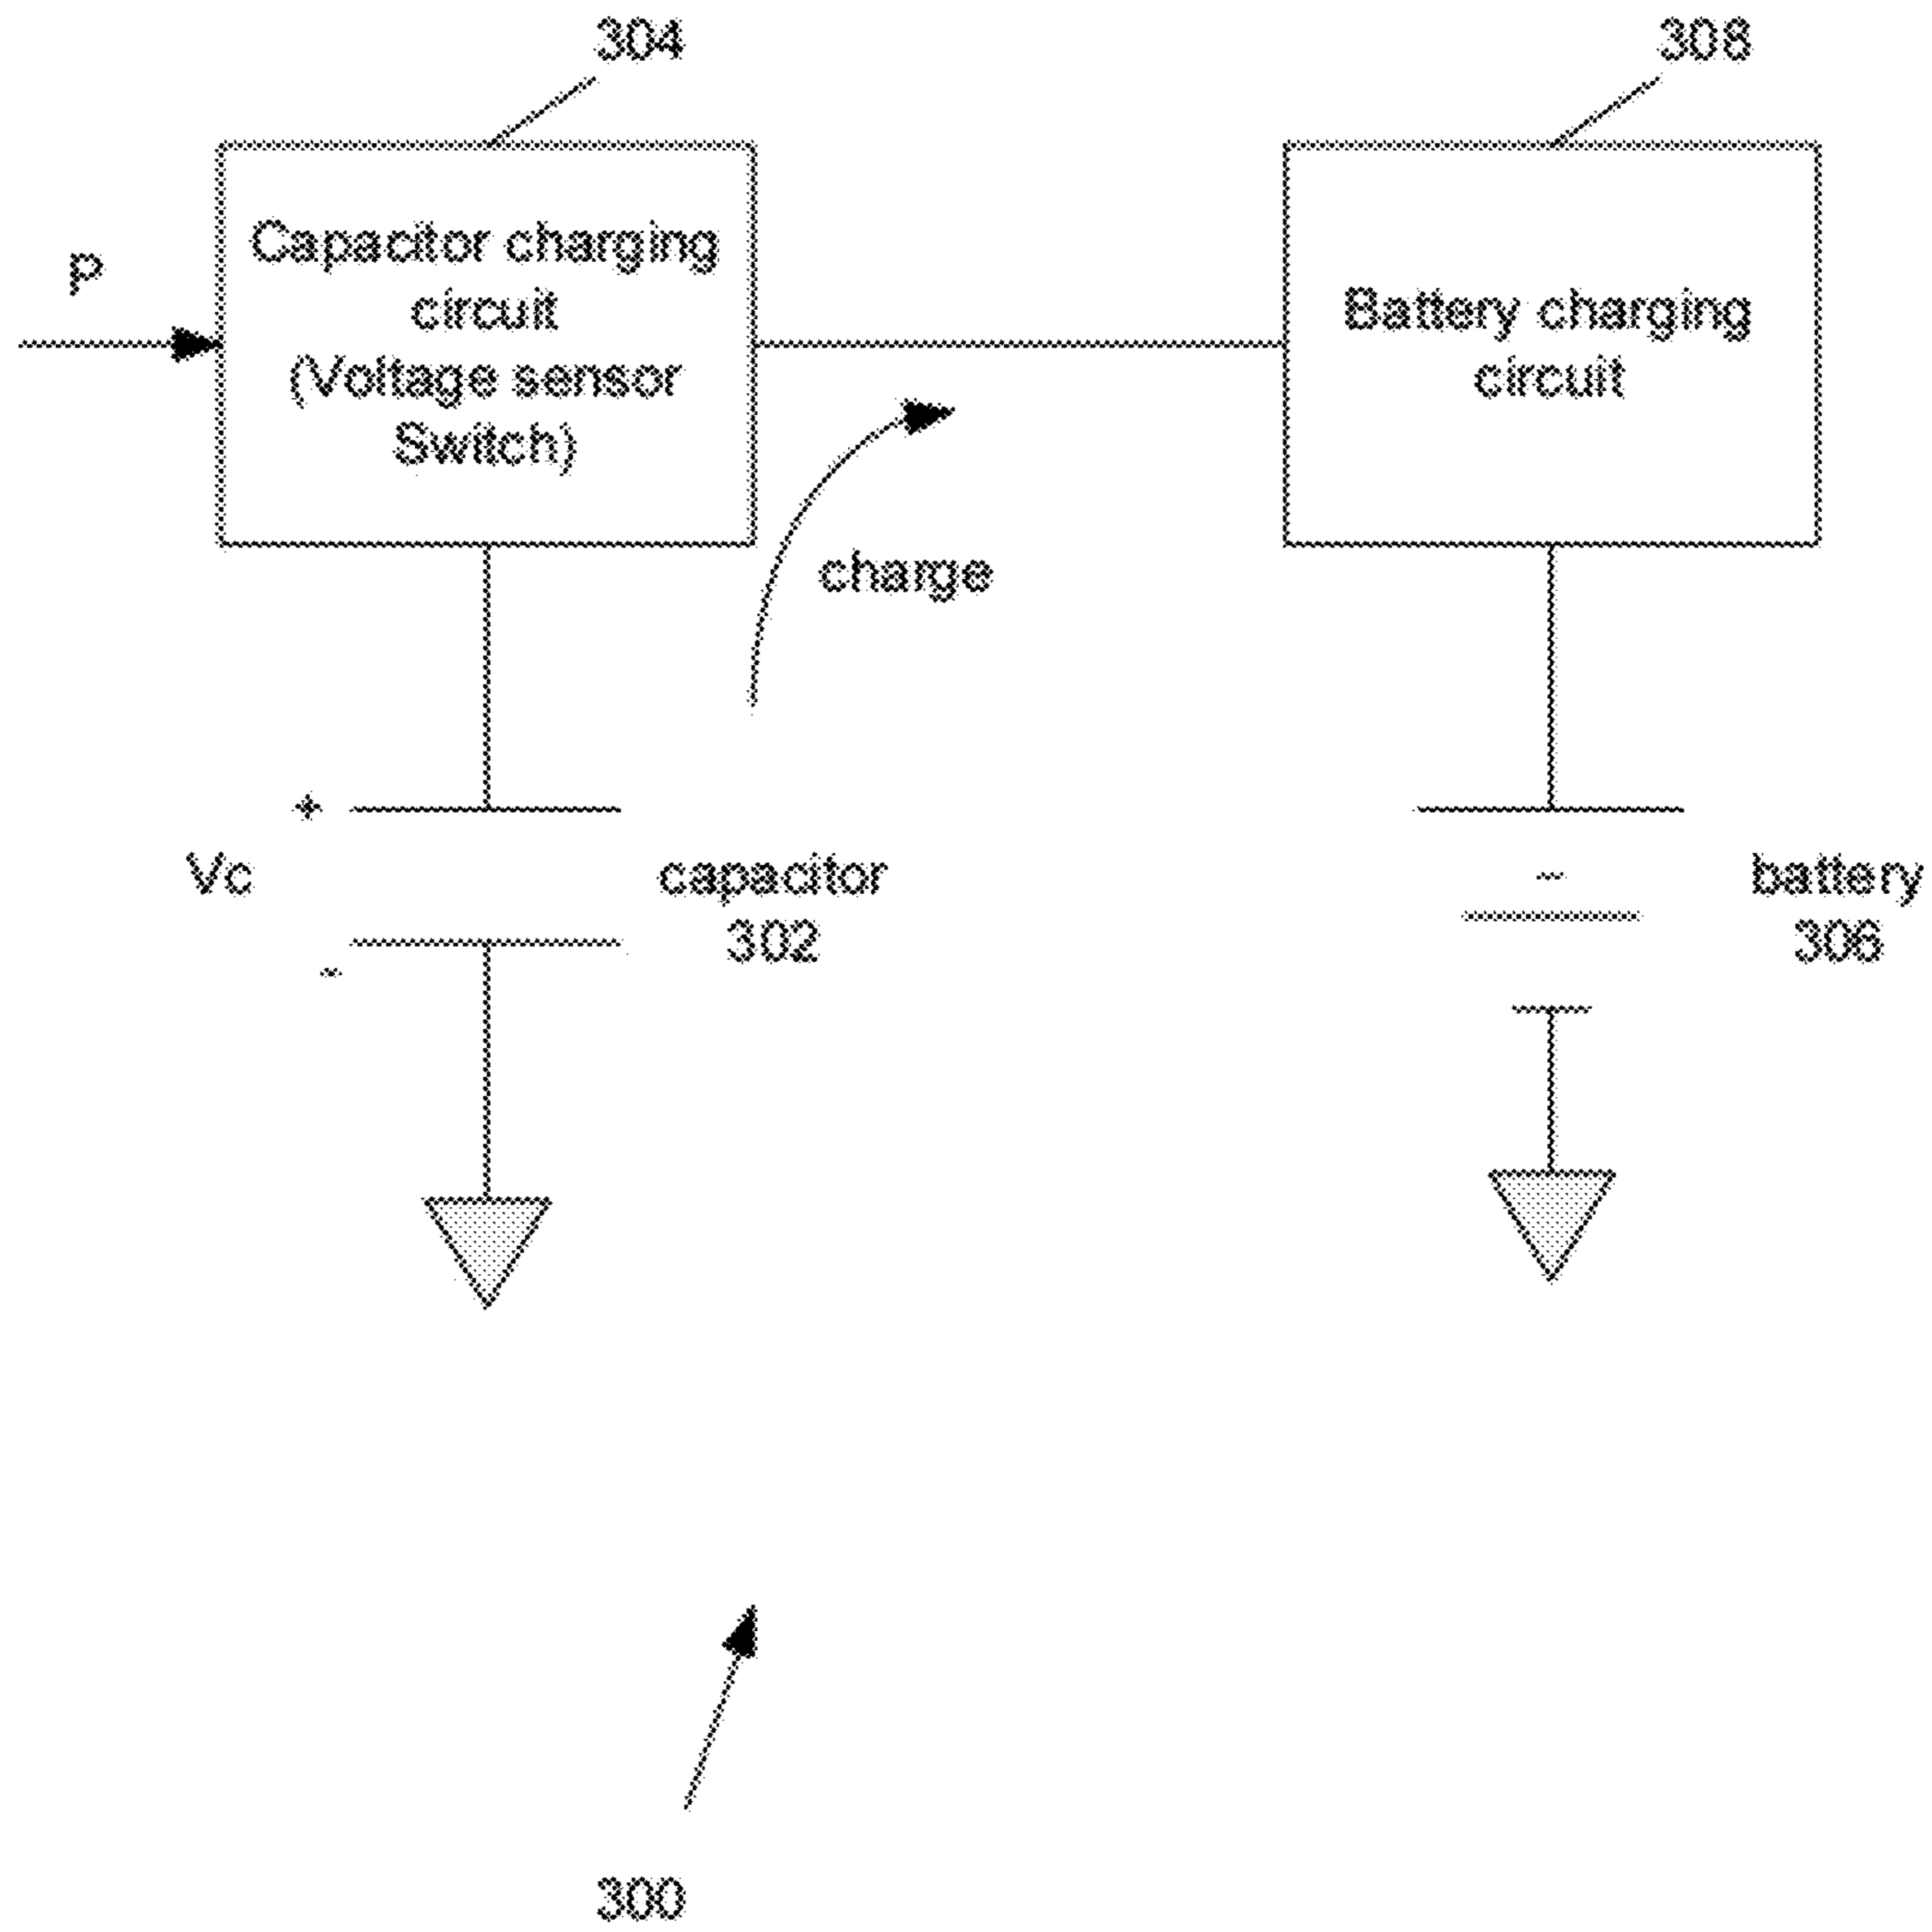 304
308
P
Capacitor charging
circuit
(Voltage sensor
Switch)
Battery charging
circuit
charge
+
Vc
-
capacitor
302
-
battery
306
300